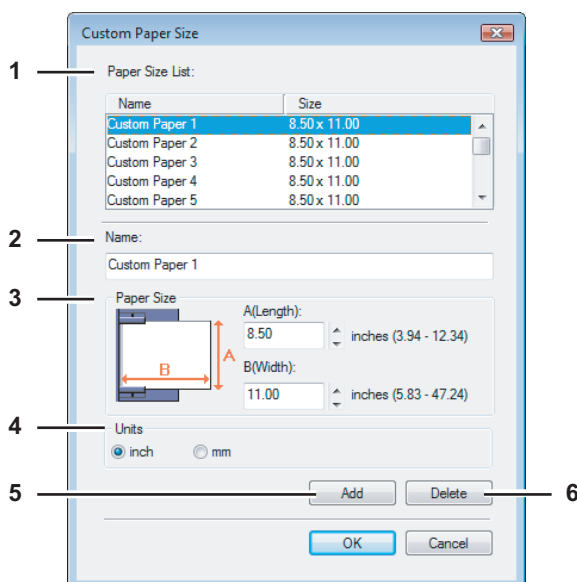 Custom Paper Size
1
Paper Size List:
Name Size
Custom Paper 1 8.50 x 11.00
Custom Paper 2 8.50 x 11.00
Custom Paper 3 8.50 x 11.00
Custom Paper 4 8.50 x 11.00
Custom Paper 5 8.50 x 11.00
2
Name:
Custom Paper 1
3
Paper Size
A(Length):
8.50 inches (3.94 - 12.34)
A
B
B(Width):
11.00 inches (5.83 - 47.24)
4
Units
inch mm
5 Add Delete 6
OK Cancel